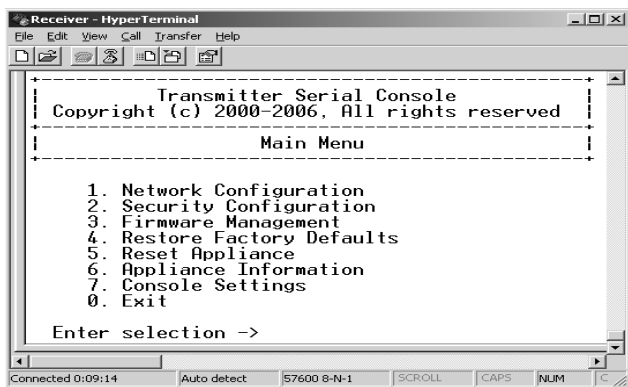 Receiver - HyperTerminal
File Edit View Call Transfer Help
Transmitter Serial Console
Copyright (c) 2000-2006, All rights reserved
Main Menu
1. Network Configuration
2. Security Configuration
3. Firmware Management
4. Restore Factory Defaults
5. Reset Appliance
6. Appliance Information
7. Console Settings
0. Exit
Enter selection ->
Connected 0:09:14 Auto detect 57600 8-N-1 SCROLL CAPS NUM C